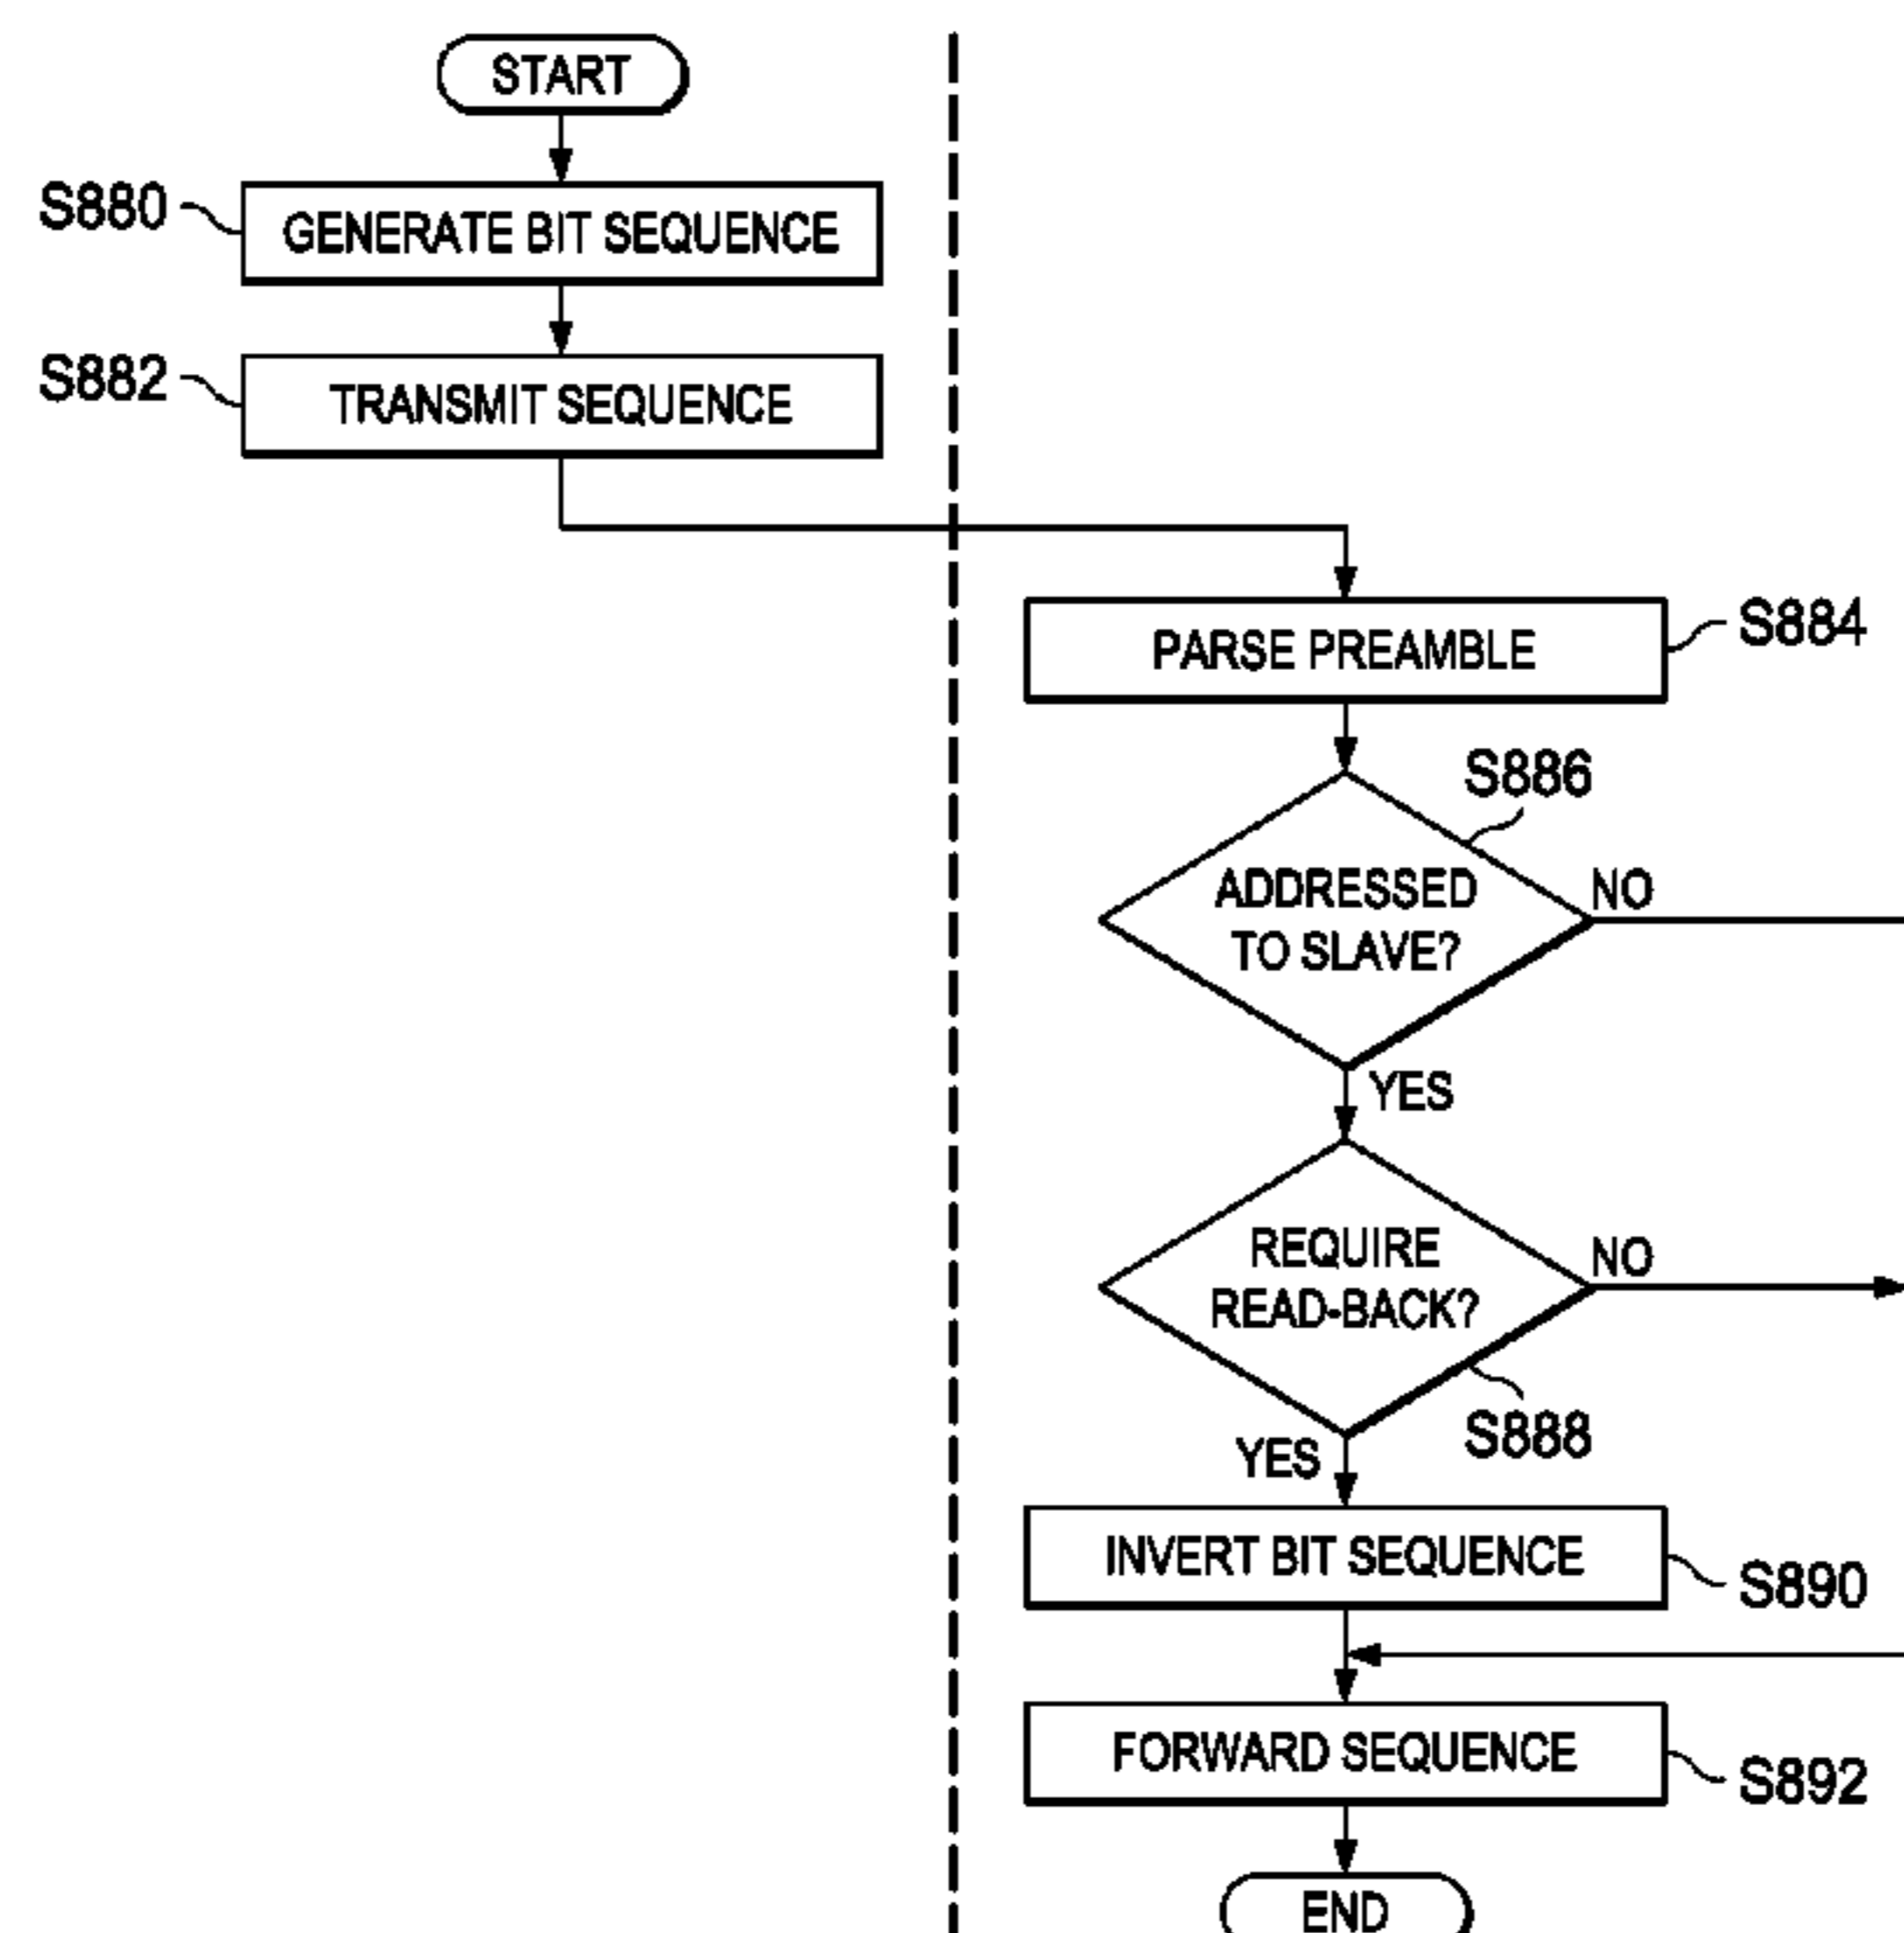 START
S880
GENERATE BIT SEQUENCE
S882
TRANSMIT SEQUENCE
PARSE PREAMBLE
S884
S886
ADDRESSED
TO SLAVE?
NO
YES
REQUIRE
READ-BACK?
NO
S888
YES
INVERT BIT SEQUENCE
S890
FORWARD SEQUENCE
S892
END